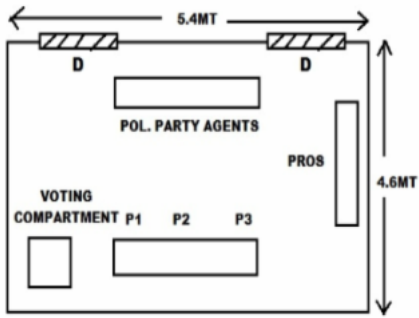 5.4MT
D
D
POL. PARTY AGENTS
PROS
4.6MT
VOTING
COMPARTMENT
P1
P2
P3